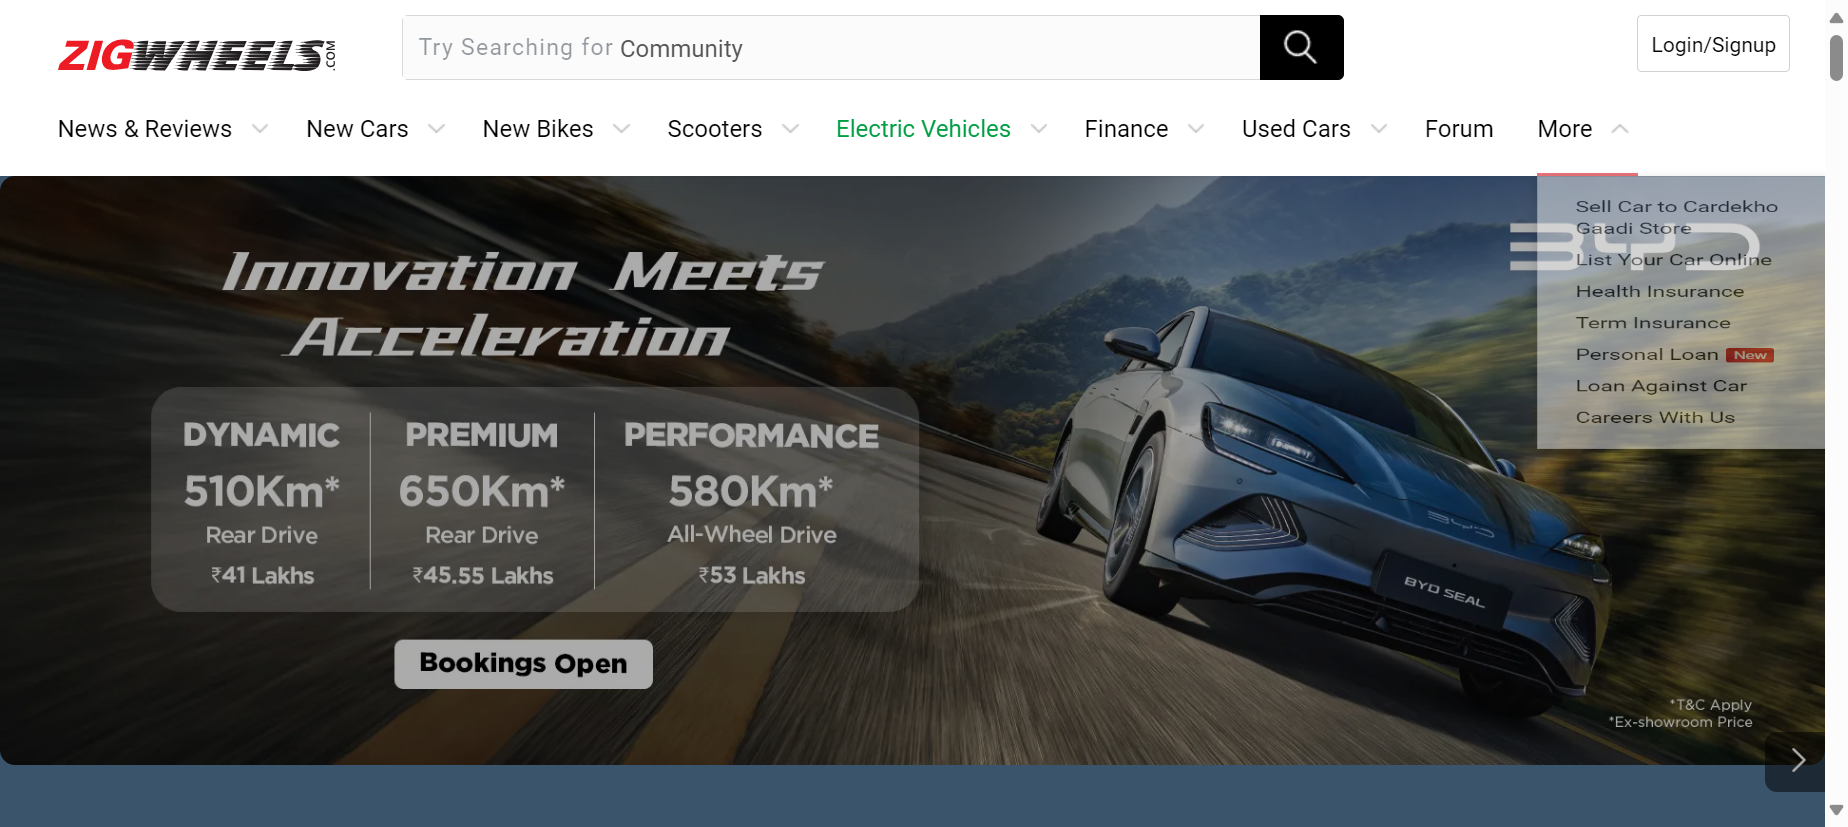 ZIGWHEELS.COM
Try Searching for Community
Login/Signup
News & Reviews
New Cars
New Bikes
Scooters
Electric Vehicles
Finance
Used Cars
Forum
More
Sell Car to Cardekho
Gaadi Store
List Your Car Online
Health Insurance
Term Insurance
Personal Loan New
Loan Against Car
Careers With Us
BYD
Innovation Meets
Acceleration
DYNAMIC
510Km*
Rear Drive
₹41 Lakhs
PREMIUM
650Km*
Rear Drive
₹45.55 Lakhs
PERFORMANCE
580Km*
All-Wheel Drive
₹53 Lakhs
Bookings Open
BYD
BYD SEAL
*T&C Apply
*Ex-showroom Price